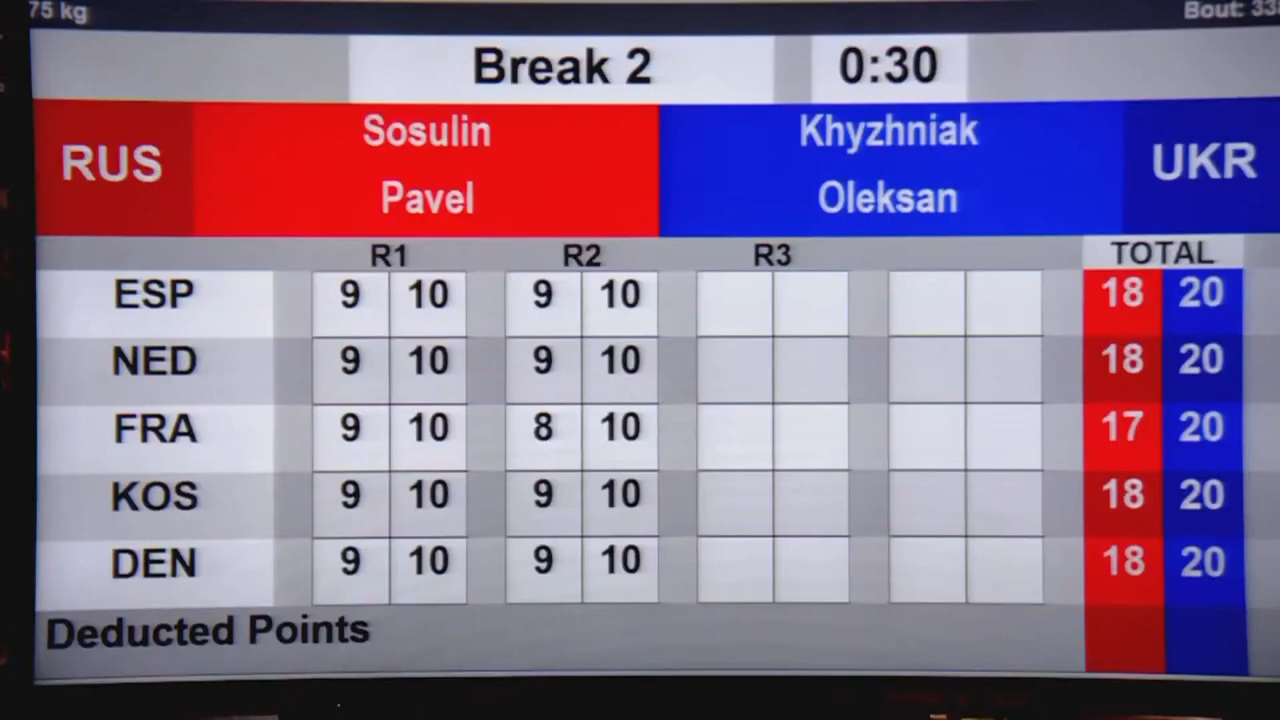 75 kg
Bout: 33
Break 2 0:30
RUS Sosulin Pavel Khyzhniak Oleksan UKR
R1 R2 R3 TOTAL
ESP 9 10 9 10 18 20
NED 9 10 9 10 18 20
FRA 9 10 8 10 17 20
KOS 9 10 9 10 18 20
DEN 9 10 9 10 18 20
Deducted Points